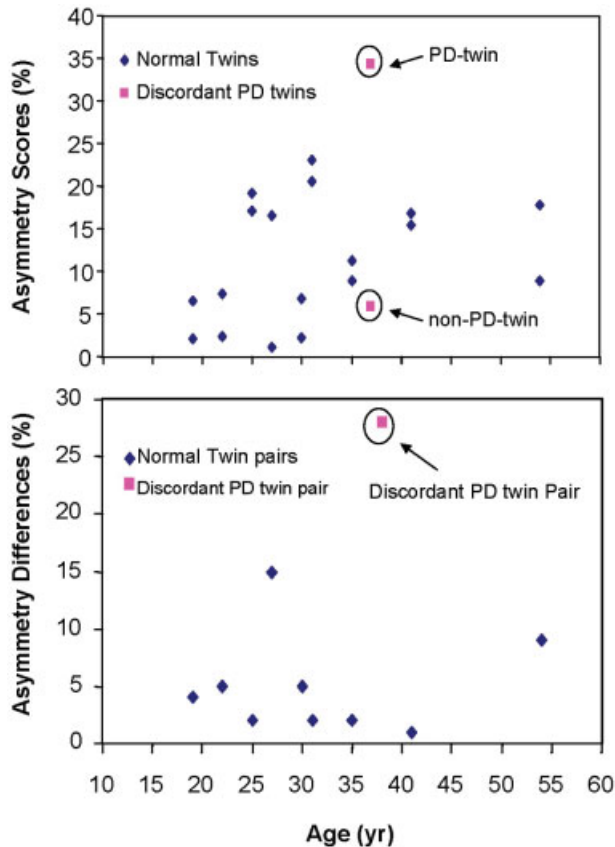 40
35
30
25
20
15
10
5
0
Asymmetry Scores (%)
Normal Twins
Discordant PD twins
PD-twin
non-PD-twin
30
25
20
15
10
5
0
Asymmetry Differences (%)
Normal Twin pairs
Discordant PD twin pair
Discordant PD twin Pair
10 15 20 25 30 35 40 45 50 55 60
Age (yr)